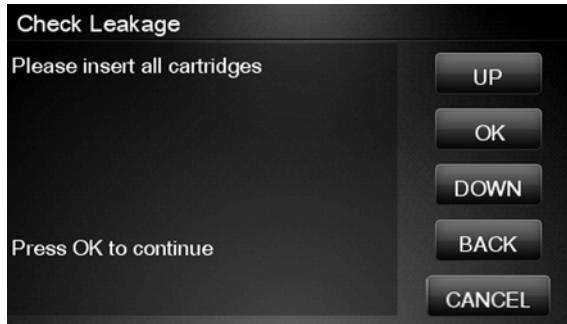 Check Leakage
Please insert all cartridges
Press OK to continue
UP
OK
DOWN
BACK
CANCEL